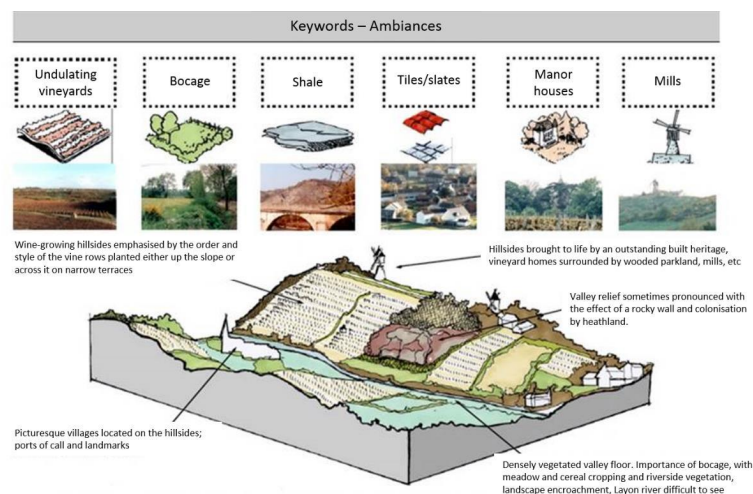 Keywords – Ambiances
Undulating
vineyards
Bocage
Shale
Tiles/slates
Manor
houses
Mills
Wine-growing hillsides emphasised by the order and
style of the vine rows planted either up the slope or
across it on narrow terraces
Hillsides brought to life by an outstanding built heritage,
vineyard homes surrounded by wooded parkland, mills, etc
Valley relief sometimes pronounced with
the effect of a rocky wall and colonisation
by heathland.
Picturesque villages located on the hillsides;
ports of call and landmarks
Densely vegetated valley floor. Importance of bocage, with
meadow and cereal cropping and riverside vegetation,
landscape encroachment, Layon river difficult to see